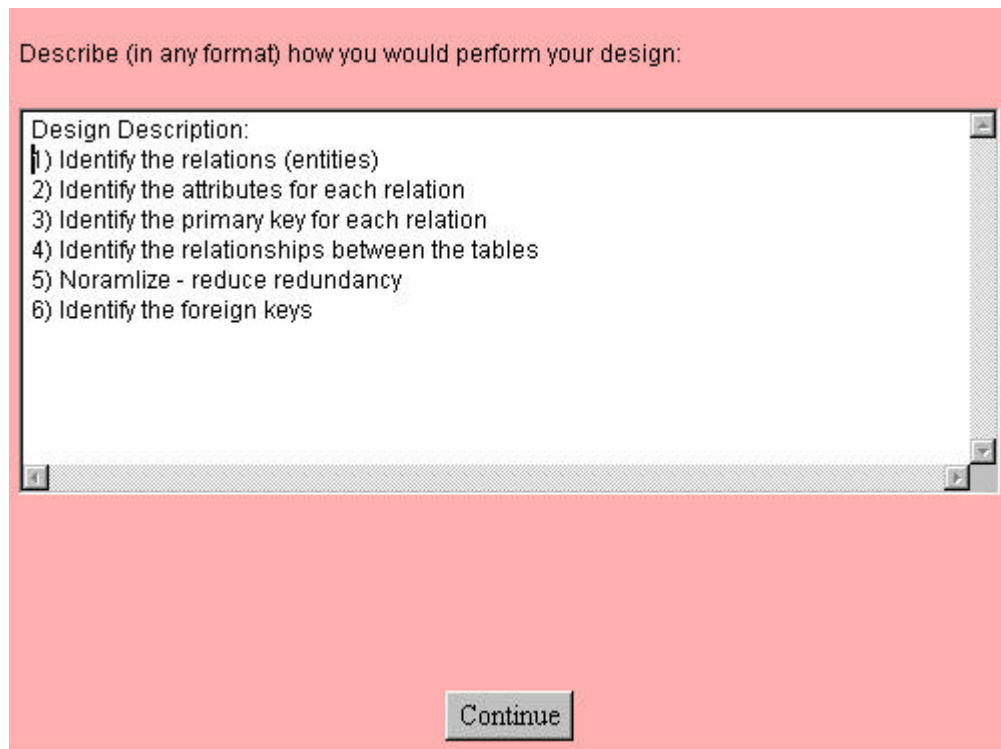 Describe (in any format) how you would perform your design:
Design Description:
1) Identify the relations (entities)
2) Identify the attributes for each relation
3) Identify the primary key for each relation
4) Identify the relationships between the tables
5) Noramlize - reduce redundancy
6) Identify the foreign keys
Continue